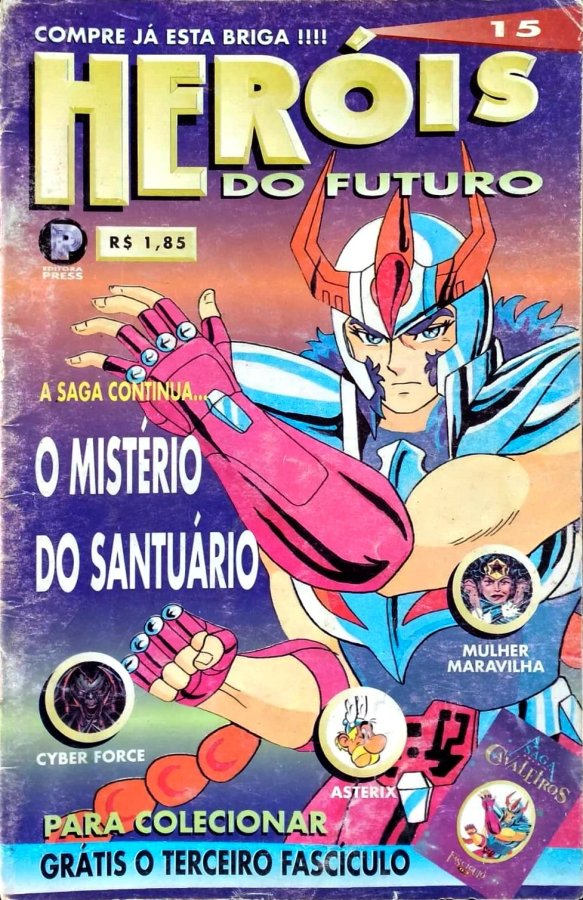 COMPRE JÁ ESTA BRIGA !!!!
15
HERÓIS
DO FUTURO
P
R$ 1,85
EDITORA
PRESS
A SAGA CONTINUA...
O MISTÉRIO
DO SANTUÁRIO
MULHER
MARAVILHA
CYBER FORCE
ASTERIX
A SAGA
CAVALEIROS
FASCÍCULO
PARA COLECIONAR
GRÁTIS O TERCEIRO FASCÍCULO